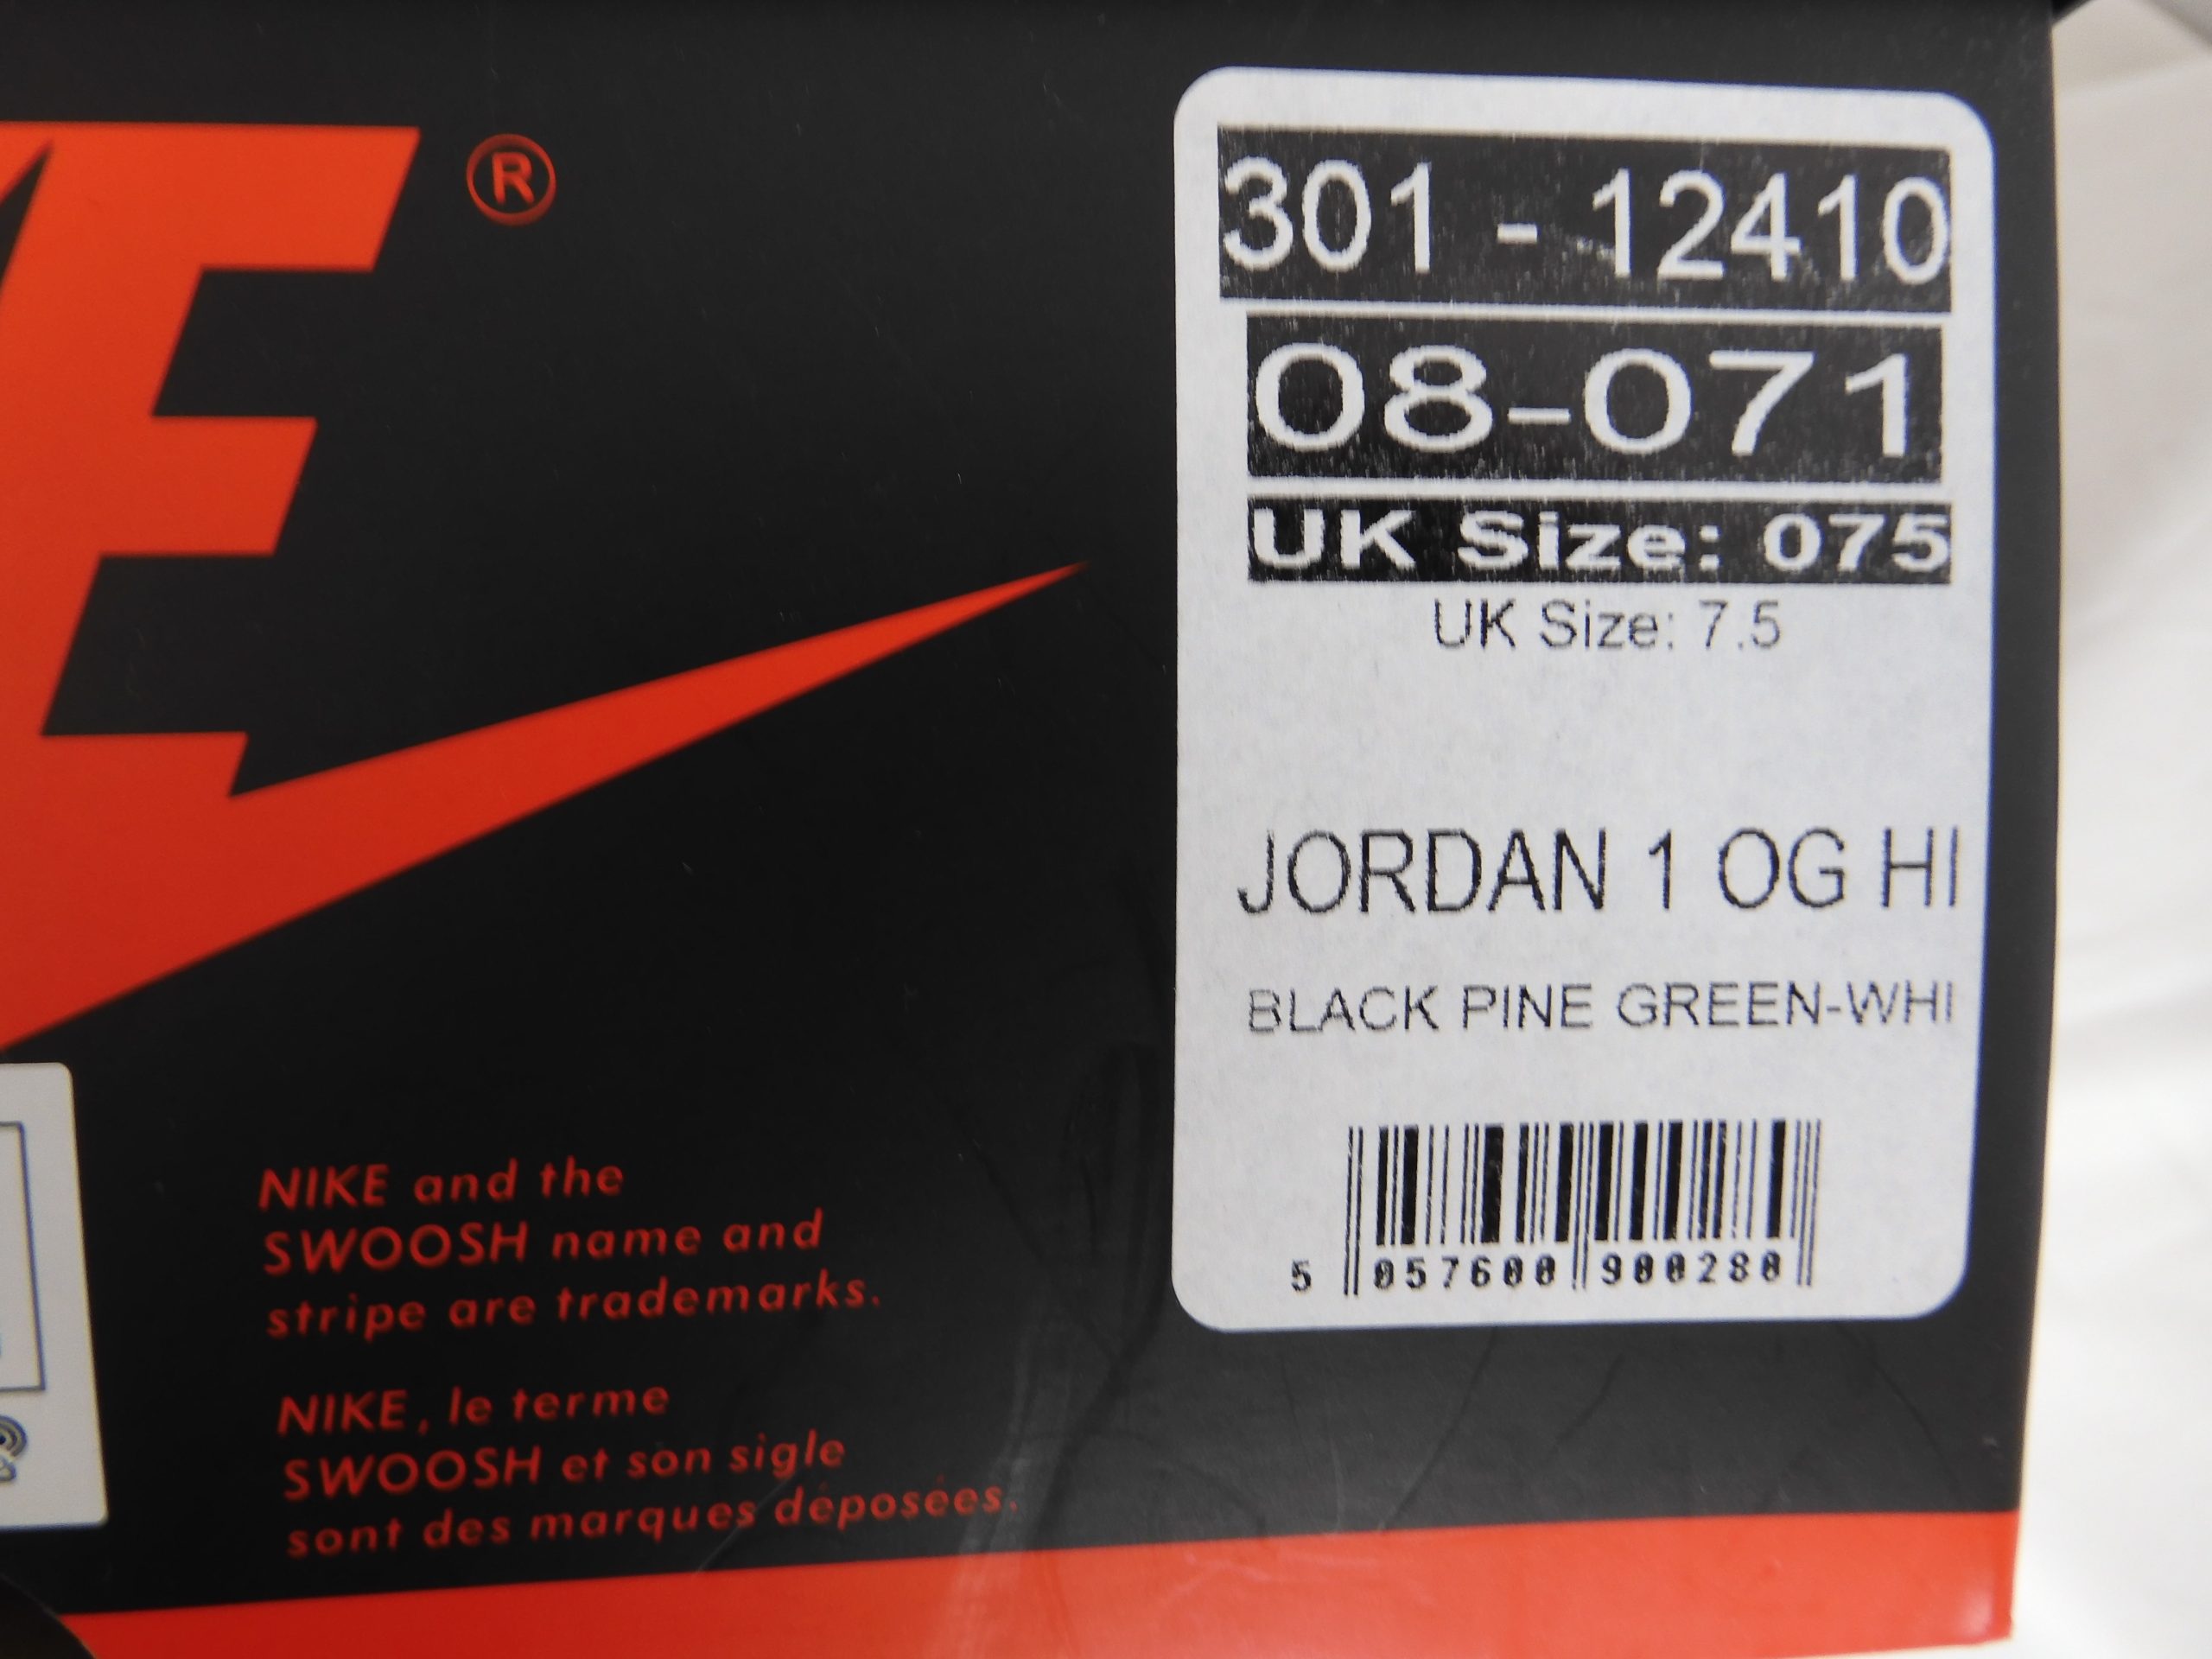 ®
NIKE and the
SWOOSH name and
stripe are trademarks.
NIKE, le terme
SWOOSH et son sigle
sont des marques déposées.
301 - 12410
08-071
UK Size: 075
UK Size: 7.5
JORDAN 1 OG HI
BLACK PINE GREEN-WHI
5 057600 900280